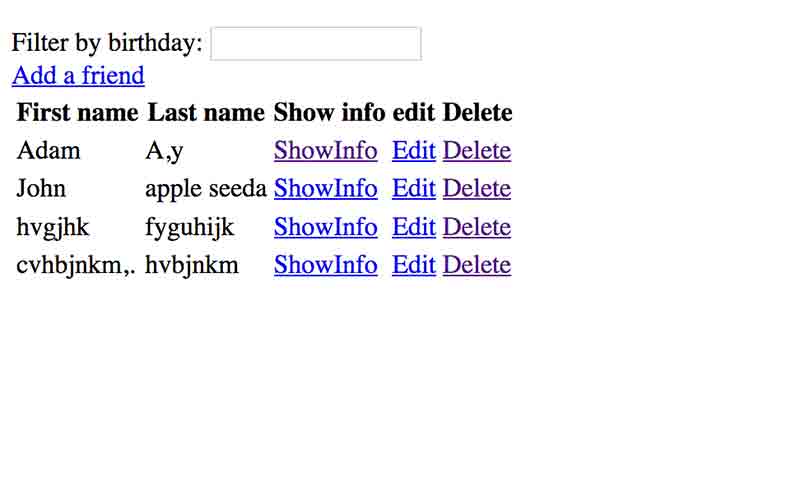 Filter by birthday:
Add a friend
First name Last name Show info edit Delete
Adam A,y ShowInfo Edit Delete
John apple seeda ShowInfo Edit Delete
hvgjhk fyguhijk ShowInfo Edit Delete
cvhbjnkm,. hvbjnkm ShowInfo Edit Delete